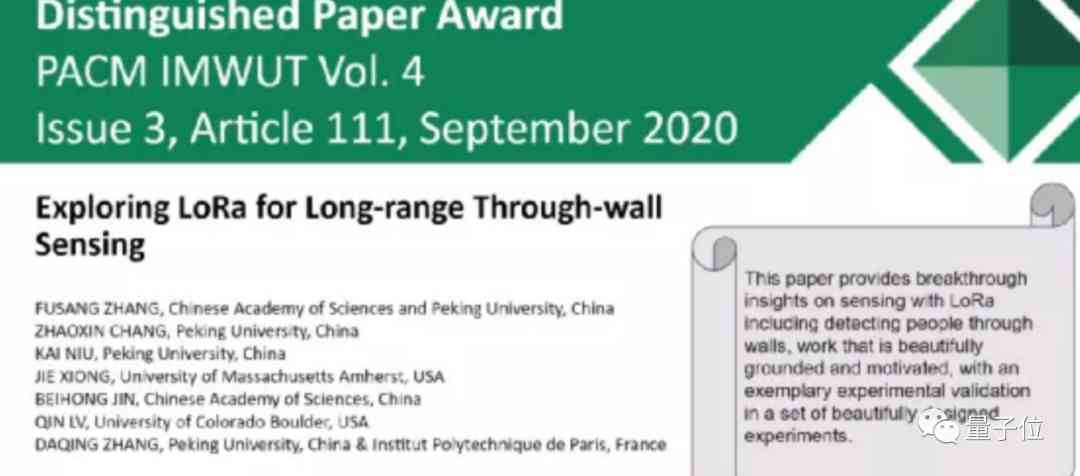 Distinguished Paper Award
PACM IMWUT Vol. 4
Issue 3, Article 111, September 2020
Exploring LoRa for Long-range Through-wall
Sensing
FUSANG ZHANG, Chinese Academy of Sciences and Peking University, China
ZHAOXIN CHANG, Peking University, China
KAI NIU, Peking University, China
JIE XIONG, University of Massachusetts Amherst, USA
BEIHONG JIN, Chinese Academy of Sciences, China
QIN LV, University of Colorado Boulder, USA
DAQING ZHANG, Peking University, China & Institut Polytechnique de Paris, France
This paper provides breakthrough
insights on sensing with LoRa
including detecting people through
walls, work that is beautifully
grounded and motivated, with an
exemplary experimental validation
in a set of beautifully
experiments.
量子位